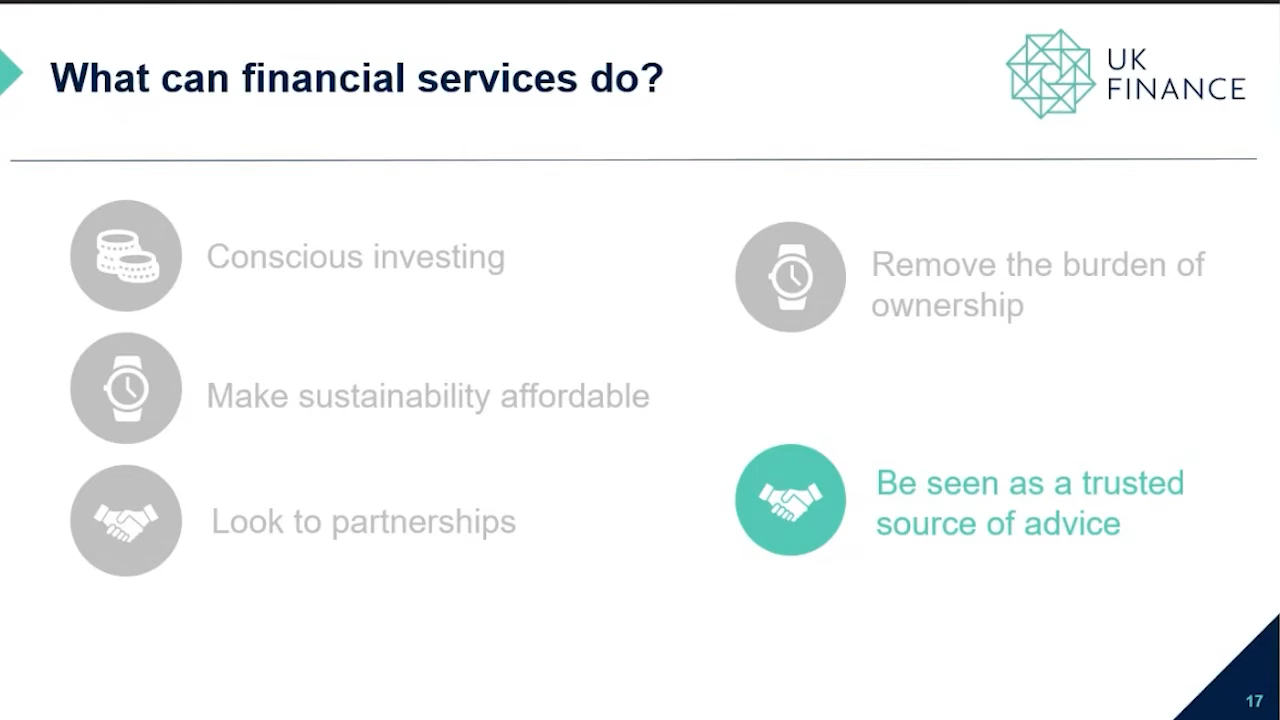 What can financial services do?
UK
FINANCE
Conscious investing
Make sustainability affordable
Look to partnerships
Remove the burden of
ownership
Be seen as a trusted
source of advice
17